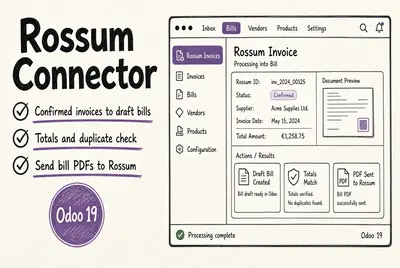 Rossum
Connector
Confirmed invoices to draft bills
Totals and duplicate check
Send bill PDFs to Rossum
Odoo 19
Inbox Bills Vendors Products Settings
Rossum Invoices
Invoices
Bills
Vendors
Products
Configuration
Rossum Invoice
Processing into Bill
Rossum ID: inv_2024_00125
Status: Confirmed
Supplier: Acme Supplies Ltd.
Invoice Date: May 15, 2024
Total Amount: €1,258.75
Document Preview
Actions / Results
Draft Bill
Created
Bill draft ready in Odoo
Totals
Match
Totals verified.
No duplicates found.
PDF
PDF Sent
to Rossum
Bill PDF
successfully sent.
Processing complete
Odoo 19